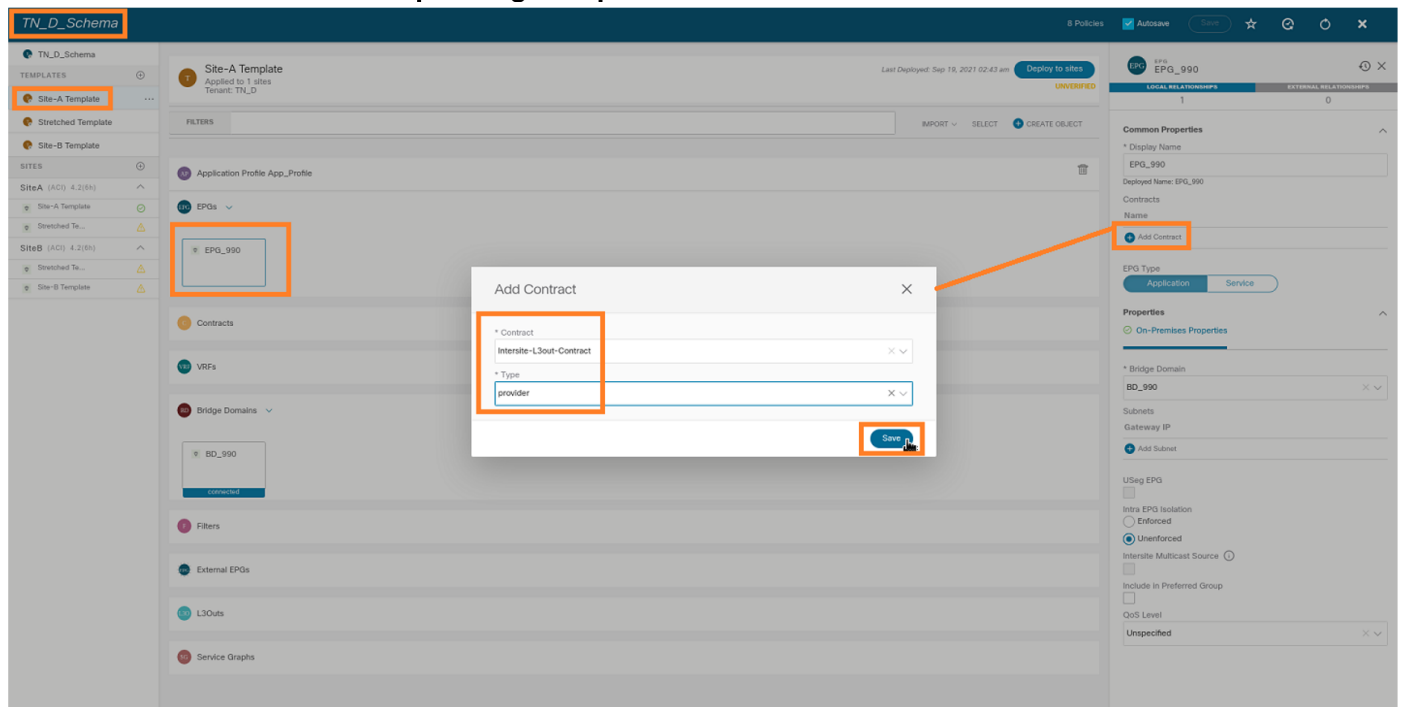 TN_D_Schema
8 Policies
Autosave
Save
TN_D_Schema
TEMPLATES
Site-A Template
Stretched Template
Site-B Template
SITES
SiteA (ACI) 4.2(6h)
Site-A Template
Stretched Te...
SiteB (ACI) 4.2(6h)
Stretched Te...
Site-B Template
T
Site-A Template
Applied to 1 sites
Tenant: TN_D
Last Deployed: Sep 19, 2021 02:43 am
Deploy to sites
UNVERIFIED
FILTERS
IMPORT
SELECT
CREATE OBJECT
AP
Application Profile App_Profile
EPG
EPGs
EPG_990
Contracts
VRF
VRFs
BD
Bridge Domains
BD_990
connected
F
Filters
External EPGs
L3O
L3Outs
SG
Service Graphs
Add Contract
* Contract
Intersite-L3out-Contract
* Type
provider
Save
EPG
EPG
EPG_990
LOCAL RELATIONSHIPS
EXTERNAL RELATIONSHIPS
1
0
Common Properties
* Display Name
EPG_990
Deployed Name: EPG_990
Contracts
Name
Add Contract
EPG Type
Application
Service
Properties
On-Premises Properties
* Bridge Domain
BD_990
Subnets
Gateway IP
Add Subnet
USeg EPG
Intra EPG Isolation
Enforced
Unenforced
Intersite Multicast Source
Include in Preferred Group
QoS Level
Unspecified